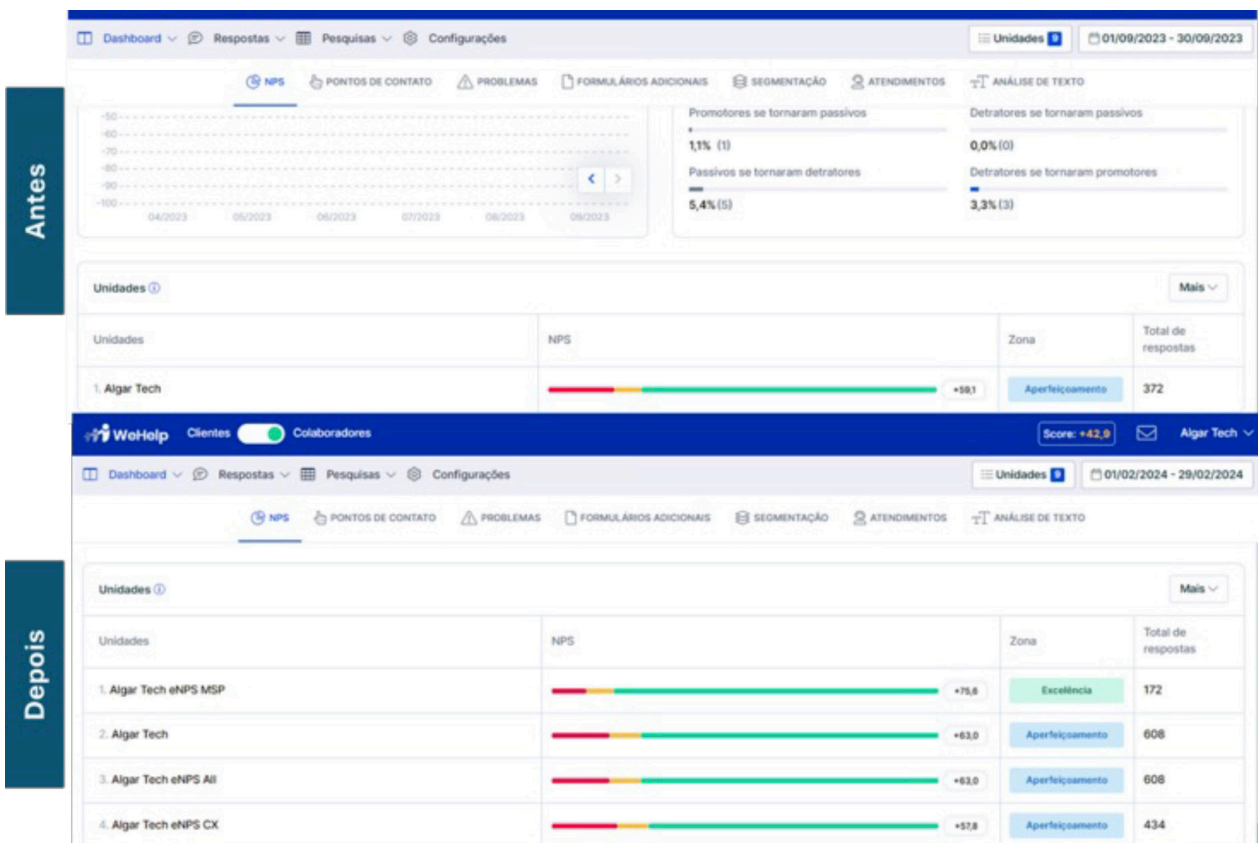 Antes
Dashboard Respostas Pesquisas Configurações Unidades 9 01/09/2023 - 30/09/2023
NPS PONTOS DE CONTATO PROBLEMAS FORMULÁRIOS ADICIONAIS SEGMENTAÇÃO ATENDIMENTOS ANÁLISE DE TEXTO
-50
-60
-70
-80
-90
-100
04/2023 05/2023 06/2023 07/2023 08/2023 09/2023
Promotores se tornaram passivos
1,1% (1)
Detratores se tornaram passivos
0,0% (0)
Passivos se tornaram detratores
5,4% (5)
Detratores se tornaram promotores
3,3% (3)
Unidades Mais
Unidades NPS Zona Total de respostas
1. Algar Tech +59,1 Aperfeiçoamento 372
Depois
WeHelp Clientes Colaboradores Score: +42,9 Algar Tech
Dashboard Respostas Pesquisas Configurações Unidades 9 01/02/2024 - 29/02/2024
NPS PONTOS DE CONTATO PROBLEMAS FORMULÁRIOS ADICIONAIS SEGMENTAÇÃO ATENDIMENTOS ANÁLISE DE TEXTO
Unidades Mais
Unidades NPS Zona Total de respostas
1. Algar Tech eNPS MSP +75,6 Excelência 172
2. Algar Tech +63,0 Aperfeiçoamento 608
3. Algar Tech eNPS All +63,0 Aperfeiçoamento 608
4. Algar Tech eNPS CX +57,8 Aperfeiçoamento 434